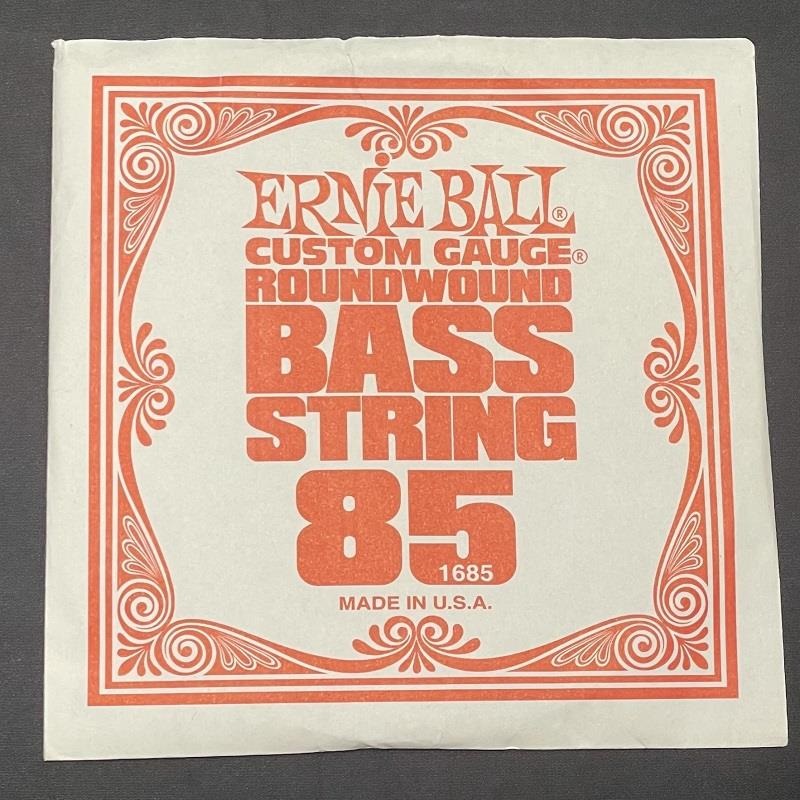 ERNiE BALL®
CUSTOM GAUGE®
ROUNDWOUND
BASS
STRING
85
1685
MADE IN U.S.A.